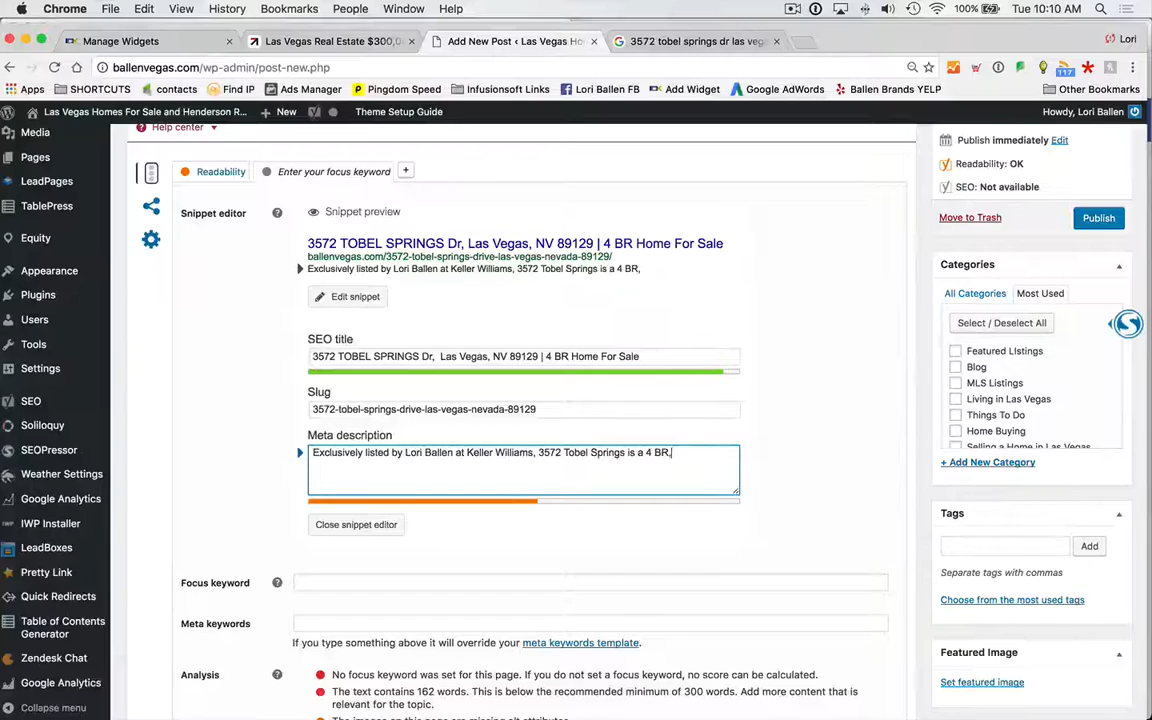 Chrome File Edit View History Bookmarks People Window Help 100% Tue 10:10 AM
Manage Widgets
Las Vegas Real Estate $300,0
Add New Post ‹ Las Vegas Ho
3572 tobel springs dr las veg
Lori
ballenvegas.com/wp-admin/post-new.php
117
Apps SHORTCUTS contacts Find IP Ads Manager Pingdom Speed Infusionsoft Links Lori Ballen FB Add Widget Google AdWords Ballen Brands YELP Other Bookmarks
Las Vegas Homes For Sale and Henderson R... New Theme Setup Guide Howdy, Lori Ballen
Media
Pages
LeadPages
TablePress
Equity
Appearance
Plugins
Users
Tools
Settings
SEO
Soliloquy
SEOPressor
Weather Settings
Google Analytics
IWP Installer
LeadBoxes
Pretty Link
Quick Redirects
Table of Contents
Generator
Zendesk Chat
Google Analytics
Collapse menu
Help center
Readability Enter your focus keyword +
Snippet editor Snippet preview
3572 TOBEL SPRINGS Dr, Las Vegas, NV 89129 | 4 BR Home For Sale
ballenvegas.com/3572-tobel-springs-drive-las-vegas-nevada-89129/
Exclusively listed by Lori Ballen at Keller Williams, 3572 Tobel Springs is a 4 BR,
Edit snippet
SEO title
3572 TOBEL SPRINGS Dr, Las Vegas, NV 89129 | 4 BR Home For Sale
Slug
3572-tobel-springs-drive-las-vegas-nevada-89129
Meta description
Exclusively listed by Lori Ballen at Keller Williams, 3572 Tobel Springs is a 4 BR,
Close snippet editor
Focus keyword
Meta keywords
If you type something above it will override your meta keywords template.
Analysis
No focus keyword was set for this page. If you do not set a focus keyword, no score can be calculated.
The text contains 162 words. This is below the recommended minimum of 300 words. Add more content that is
relevant for the topic.
The images on this page are missing alt attributes.
Publish immediately Edit
Readability: OK
SEO: Not available
Move to Trash Publish
Categories
All Categories Most Used
Select / Deselect All
Featured LIstings
Blog
MLS Listings
Living in Las Vegas
Things To Do
Home Buying
Selling a Home in Las Vegas
+ Add New Category
Tags
Add
Separate tags with commas
Choose from the most used tags
Featured Image
Set featured image